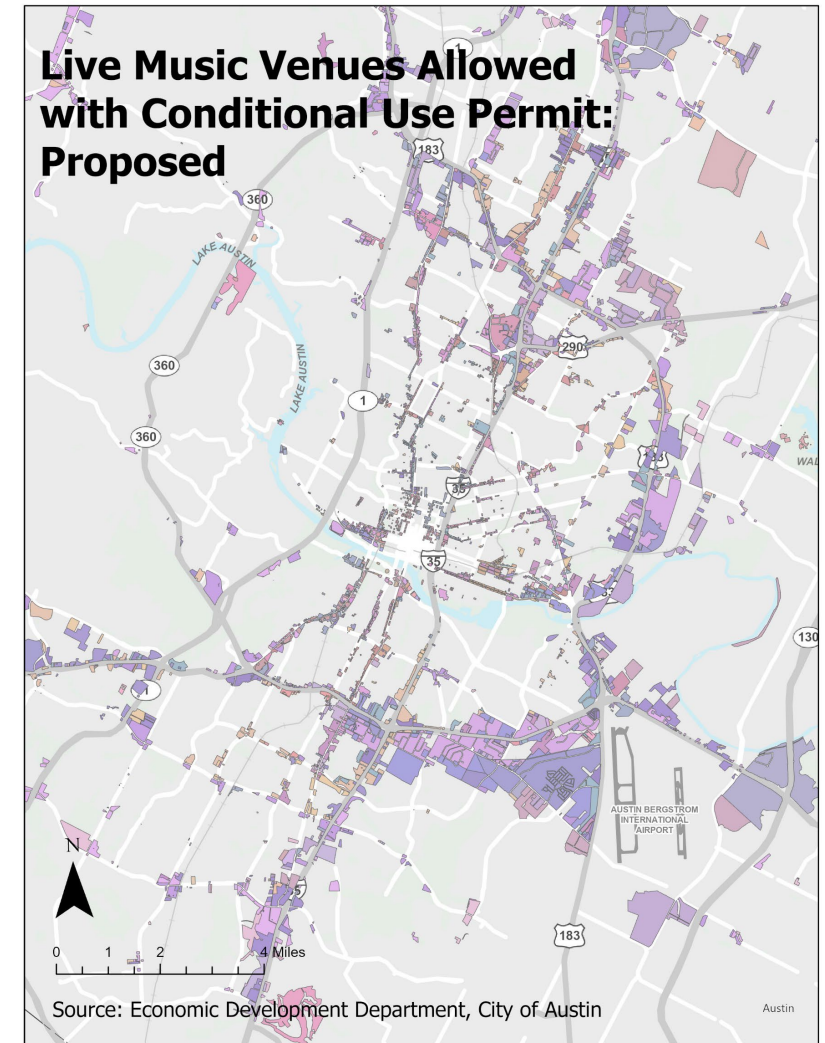 Live Music Venues Allowed
with Conditional Use Permit:
Proposed
1
183
360
LAKE AUSTIN
290
360
LAKE AUSTIN
1
360
WAL
35
35
130
1
AUSTIN BERGSTROM
INTERNATIONAL
AIRPORT
N
183
0 1 2 4 Miles
Source: Economic Development Department, City of Austin
Austin